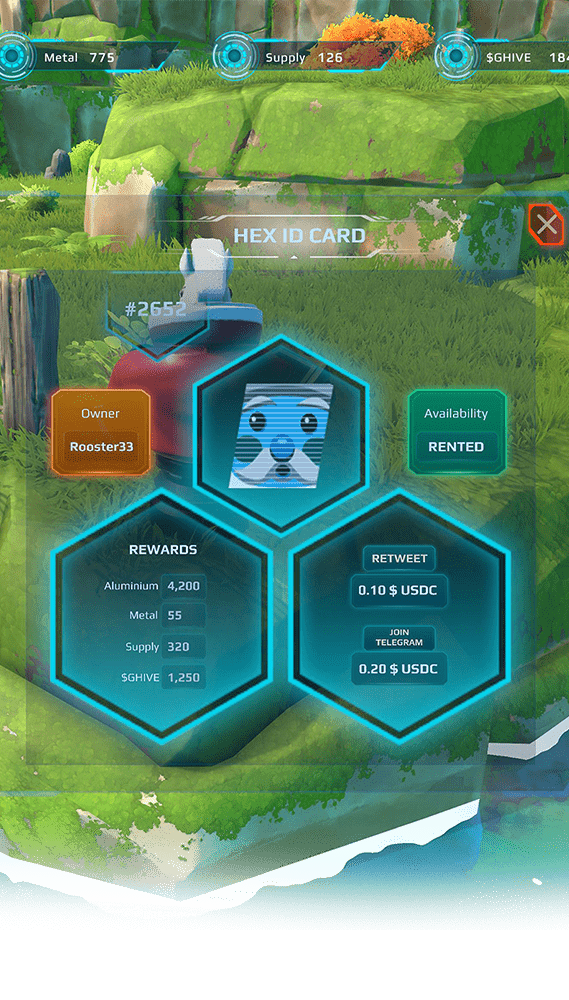 Metal 775
Supply 126
$GHIVE 184
HEX ID CARD
#2652
Owner
Rooster33
Availability
RENTED
REWARDS
Aluminium 4,200
Metal 55
Supply 320
$GHIVE 1,250
RETWEET
0.10 $ USDC
JOIN
TELEGRAM
0.20 $ USDC